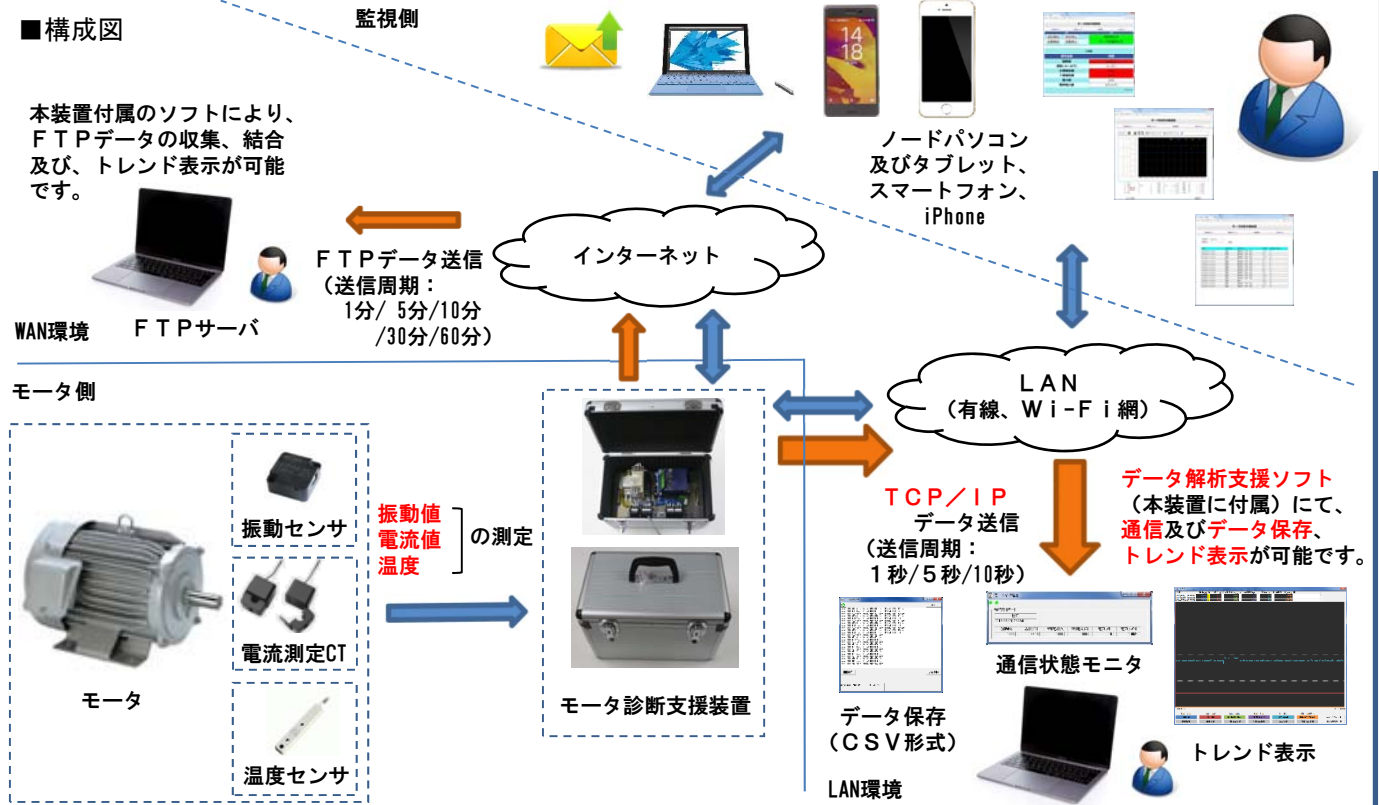 ■構成図
監視側
本装置付属のソフトにより、
ＦＴＰデータの収集、結合
及び、トレンド表示が可能
です。
ノードパソコン
及びタブレット、
スマートフォン、
iPhone
14
18
インターネット
ＦＴＰデータ送信
（送信周期：
1分/ 5分/10分
/30分/60分）
WAN環境
ＦＴＰサーバ
モータ側
ＬＡＮ
（有線、Ｗｉ-Ｆｉ網）
振動センサ
電流測定CT
温度センサ
モータ
振動値
電流値
温度
の測定
モータ診断支援装置
ＴＣＰ／ＩＰ
データ送信
（送信周期：
１秒/５秒/10秒）
データ解析支援ソフト
（本装置に付属）にて、
通信及びデータ保存、
トレンド表示が可能です。
通信状態モニタ
データ保存
（ＣＳＶ形式）
トレンド表示
LAN環境